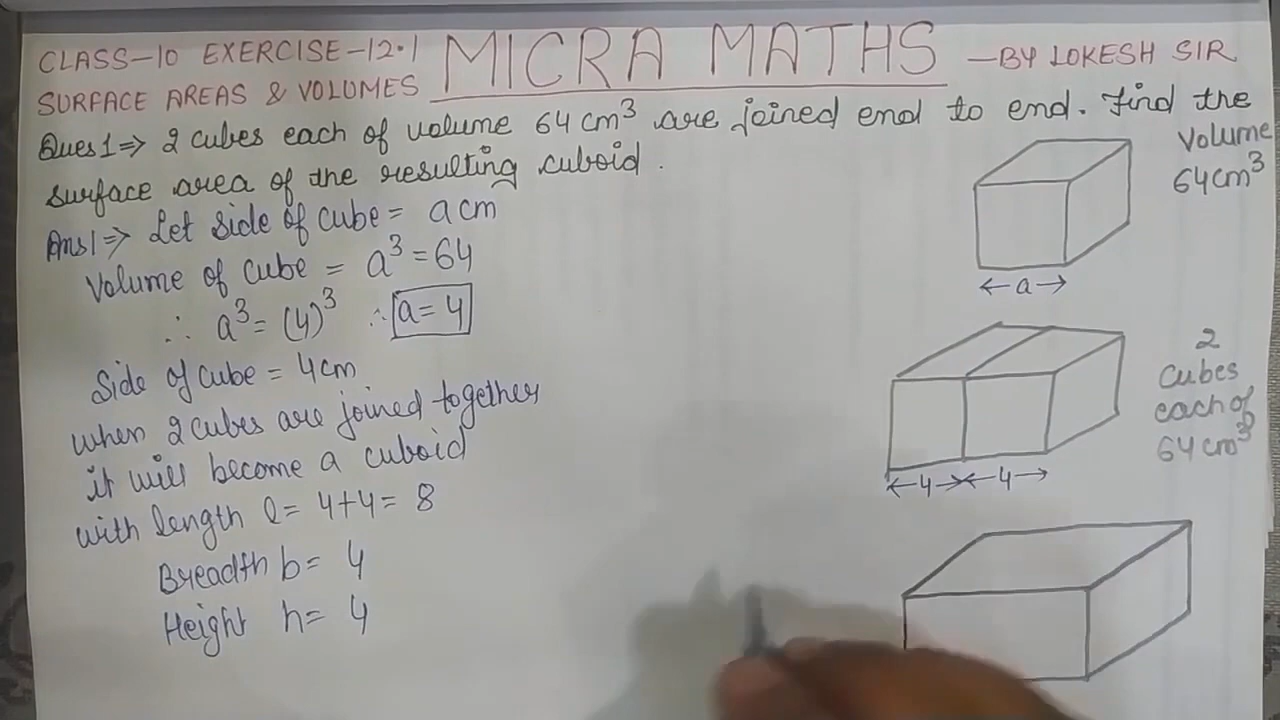 CLASS-10 EXERCISE-12.1 MICRA MATHS -BY LOKESH SIR
SURFACE AREAS & VOLUMES
Ques 1⇒ 2 cubes each of volume 64 cm³ are joined end to end. Find the
surface area of the resulting cuboid.
Ans1⇒ Let side of cube = a cm
Volume of cube = a³ = 64
∴ a³ = (4)³ ∴ a = 4
Side of cube = 4cm
when 2 cubes are joined together
it will become a cuboid
with length l = 4+4 = 8
Breadth b = 4
Height h = 4
Volume
64cm³
←a→
2
Cubes
each of
64cm³
←4→←4→